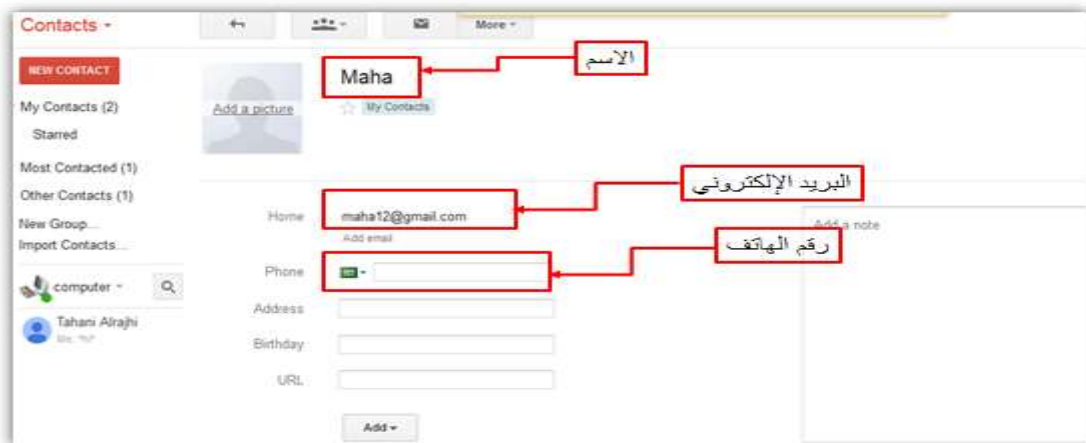 Contacts
More
NEW CONTACT
My Contacts (2)
Starred
Most Contacted (1)
Other Contacts (1)
New Group...
Import Contacts...
computer
Tahani Alrajhi
Add a picture
Maha
الاسم
My Contacts
البريد الإلكتروني
Home
maha12@gmail.com
Add email
Add a note
رقم الهاتف
Phone
Address
Birthday
URL
Add